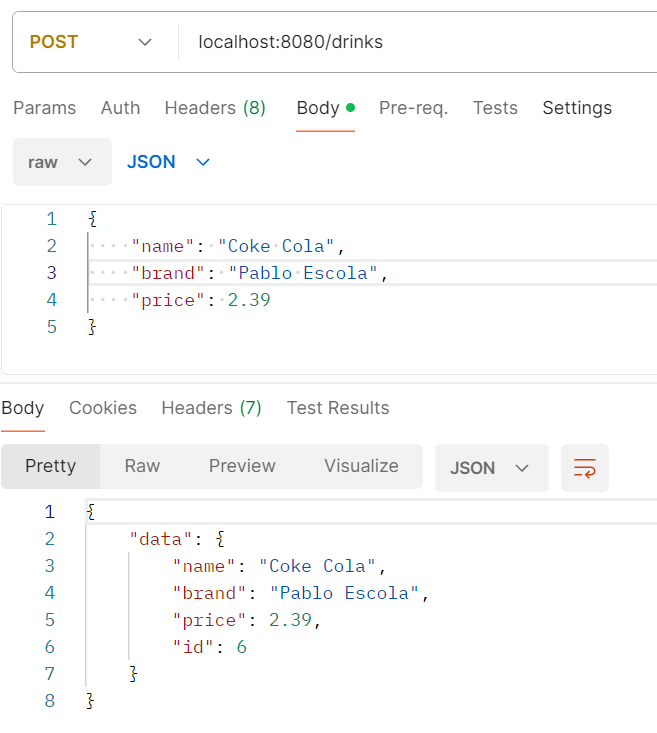 POST localhost:8080/drinks
Params Auth Headers (8) Body Pre-req. Tests Settings
raw JSON
1 {
2 "name": "Coke Cola",
3 "brand": "Pablo Escola",
4 "price": 2.39
5 }
Body Cookies Headers (7) Test Results
Pretty Raw Preview Visualize JSON
1 {
2 "data": {
3 "name": "Coke Cola",
4 "brand": "Pablo Escola",
5 "price": 2.39,
6 "id": 6
7 }
8 }